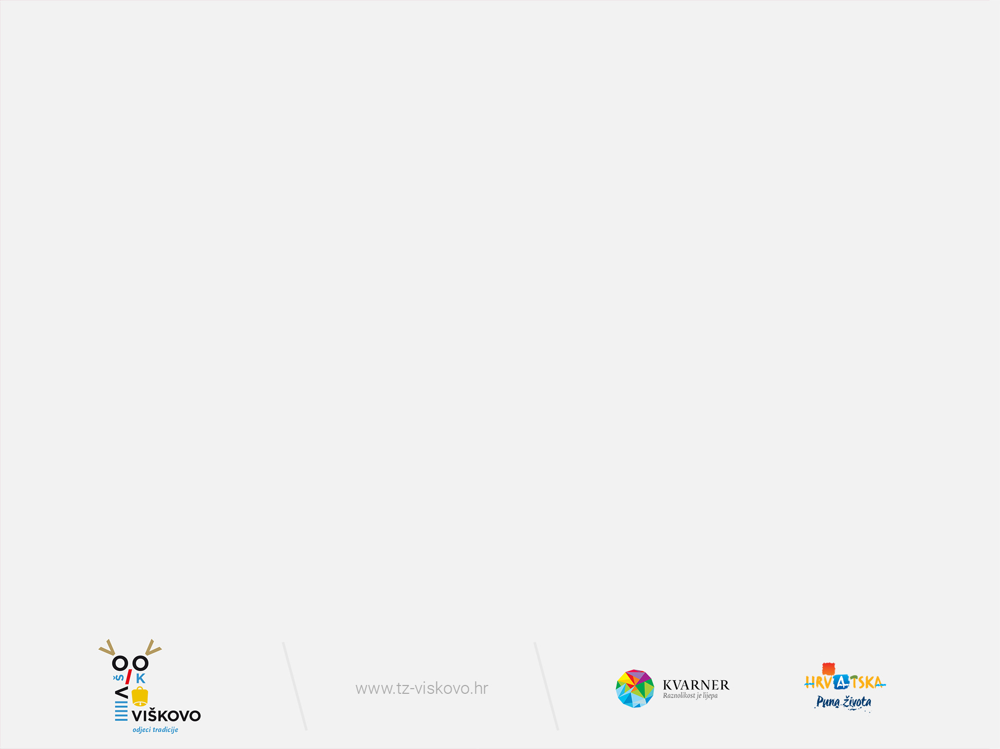 Š K
V
VIŠKOVO
odjeci tradicije
www.tz-viskovo.hr
KVARNER
Raznolikost je lijepa
HRVATSKA
Puna života